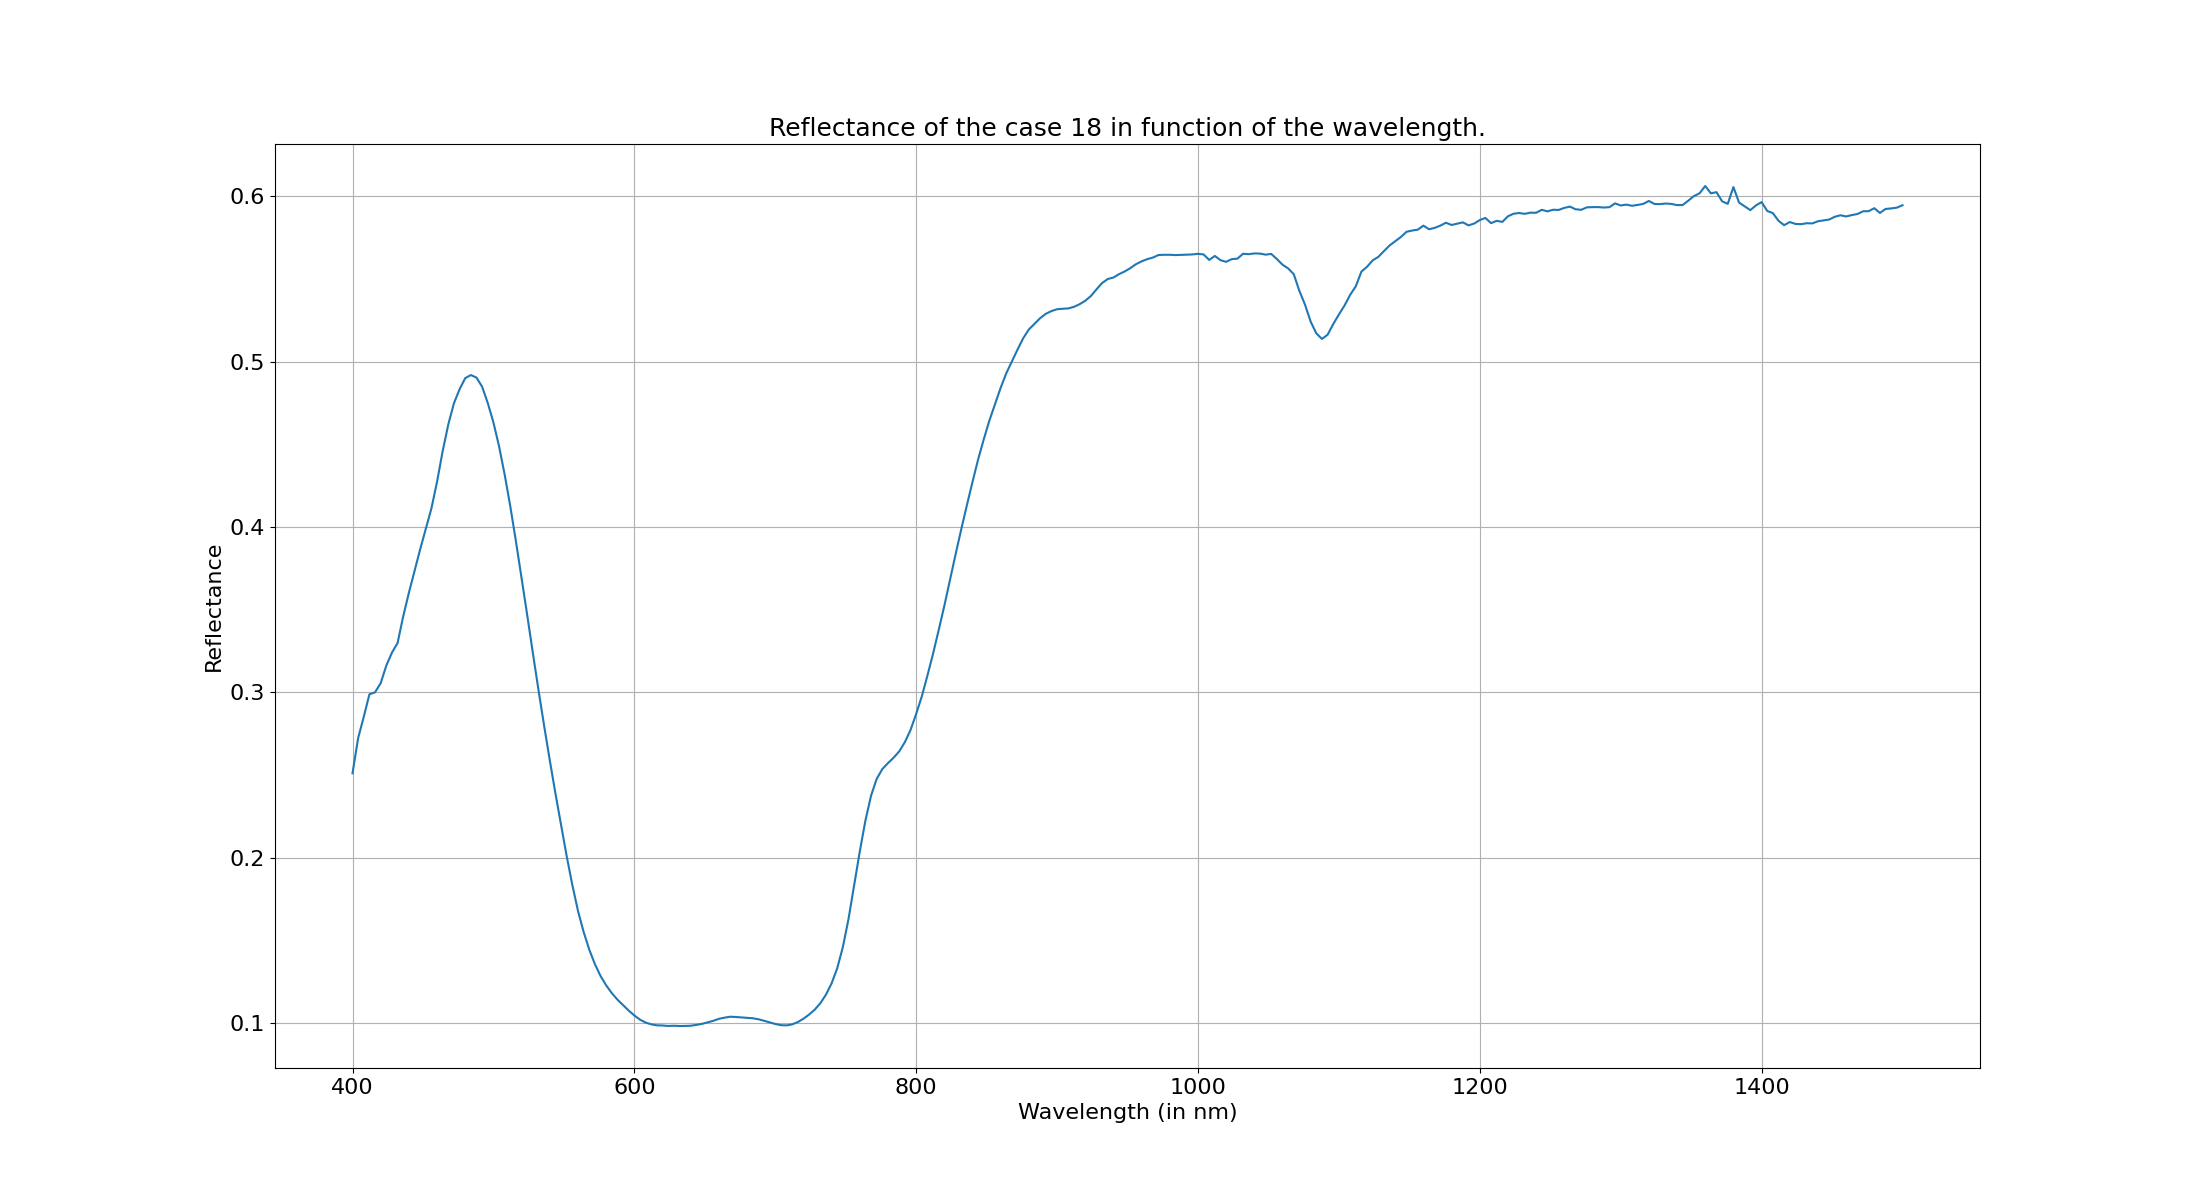 Reflectance of the case 18 in function of the wavelength.
0.6
0.5
0.4
0.3
0.2
0.1
Reflectance
400 600 800 1000 1200 1400
Wavelength (in nm)